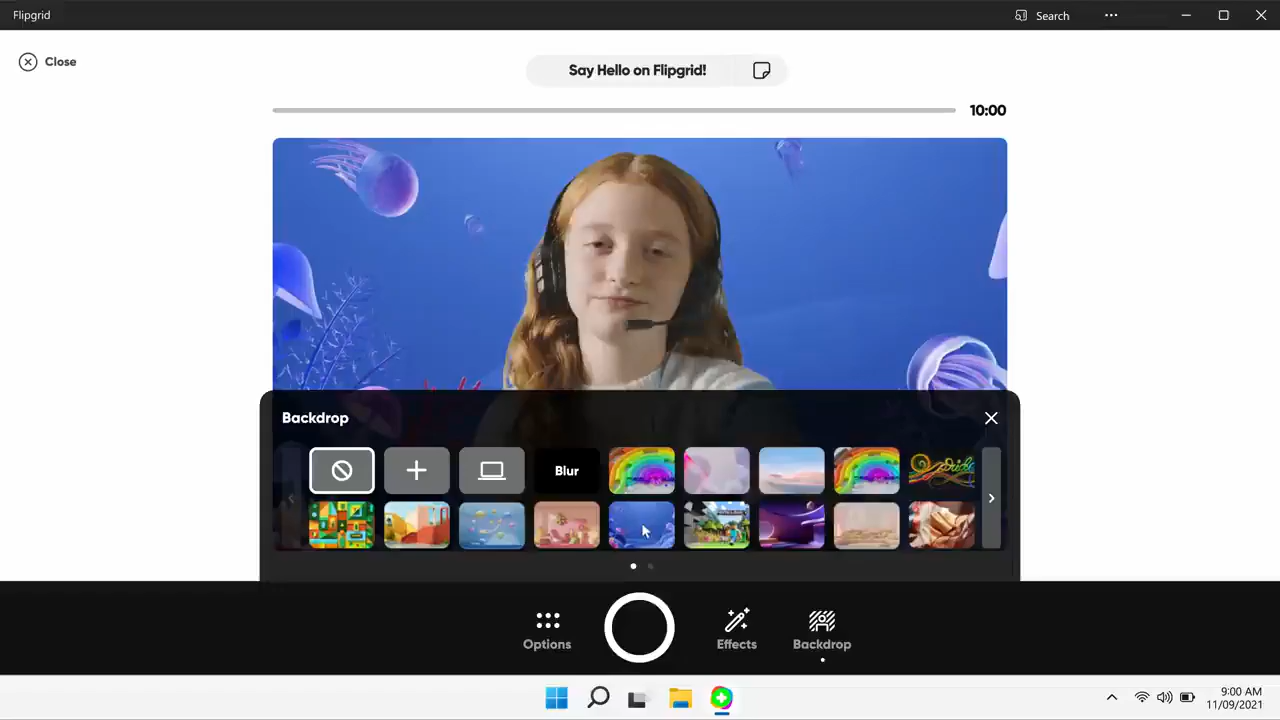 Flipgrid
Search
Close
Say Hello on Flipgrid!
10:00
Backdrop
Blur
Options
Effects
Backdrop
9:00 AM
11/09/2021